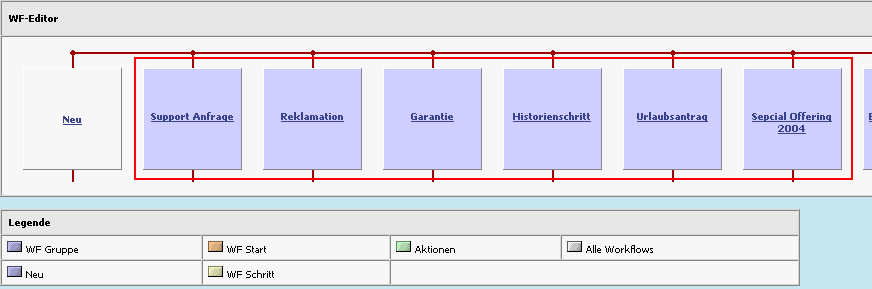 WF-Editor
Neu
Support Anfrage
Reklamation
Garantie
Historienschritt
Urlaubsantrag
Sepcial Offering
2004
Legende
WF Gruppe
WF Start
Aktionen
Alle Workflows
Neu
WF Schritt